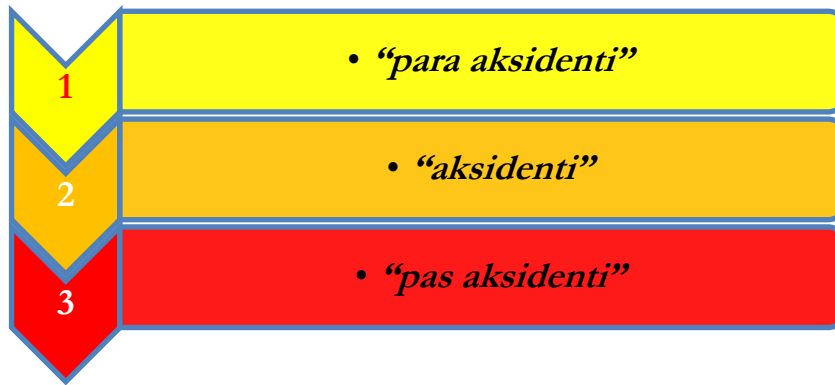 1
• “para aksidenti”
2
• “aksidenti”
3
• “pas aksidenti”